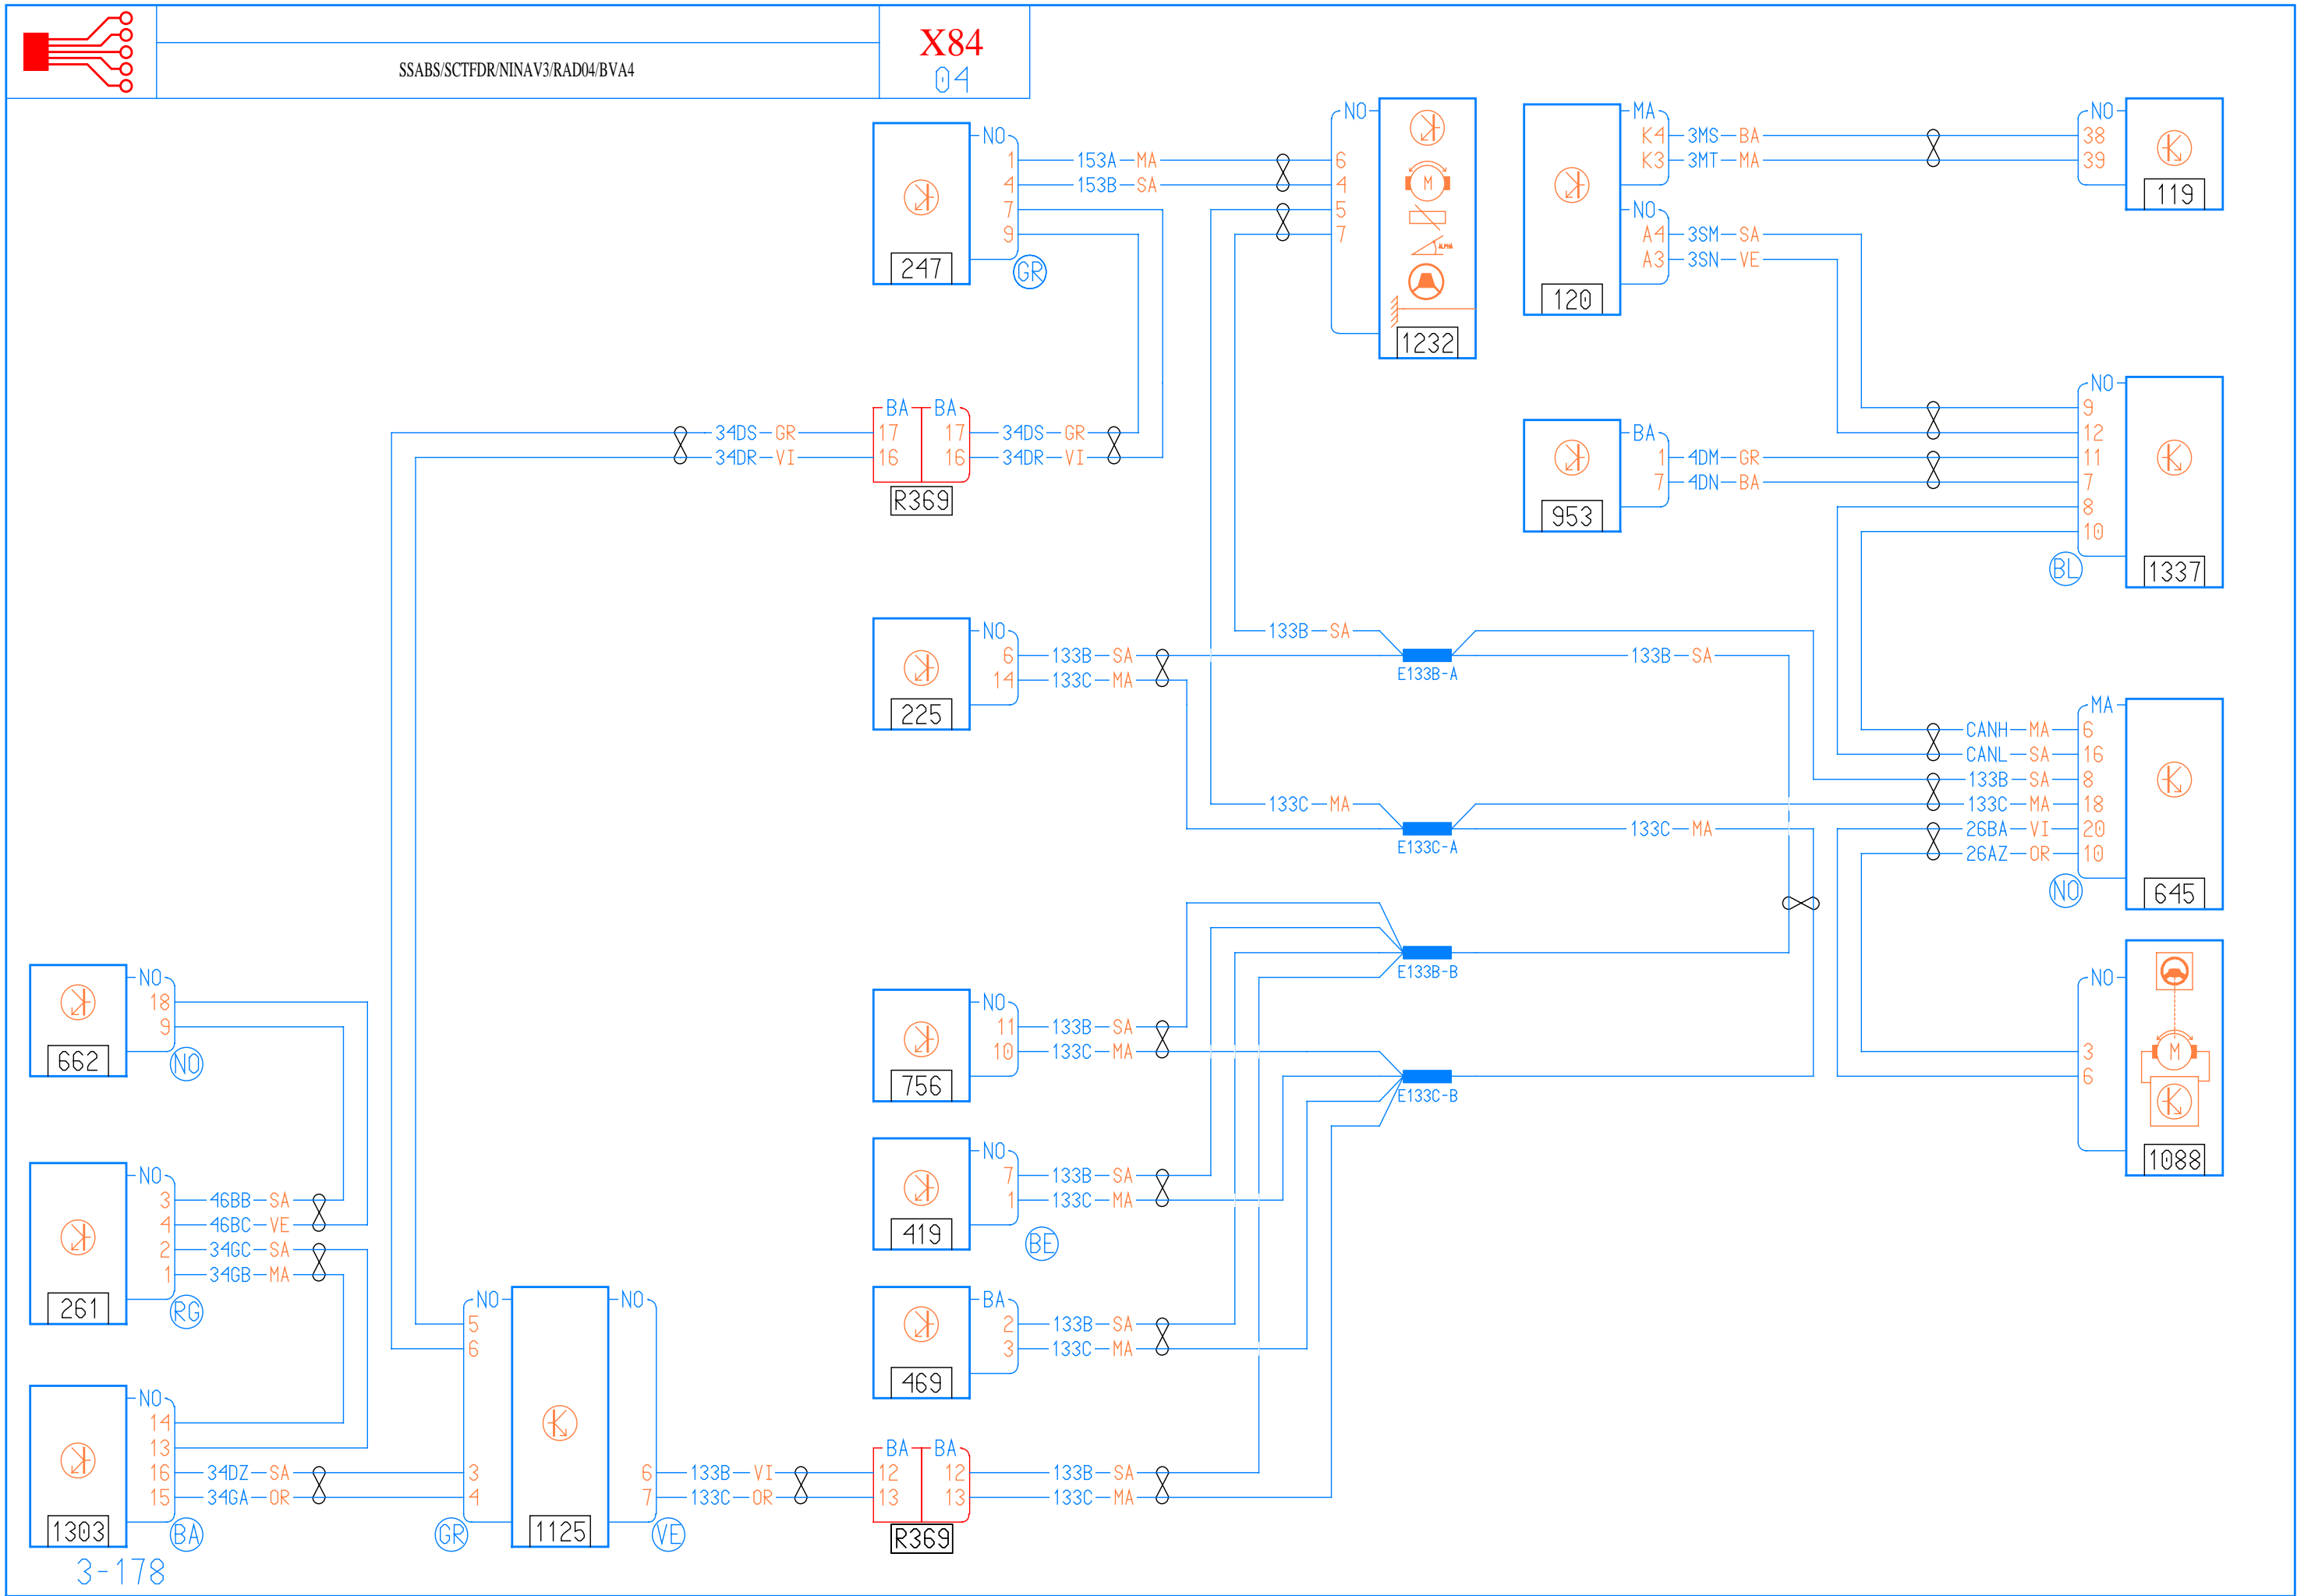 X84
SSABS/SCTFDR/NINAV3/RAD04/BVA4
04
NO
1 153A MA
4 153B SA
7
9
247
GR
NO
6
4
5
7
ALPHA
1232
MA
K4 3MS BA
K3 3MT MA
NO
A4 3SM SA
A3 3SN VE
120
NO
38
39
119
34DS GR
34DR VI
BA BA
17 17
16 16
R369
34DS GR
34DR VI
BA
1 4DM GR
7 4DN BA
953
NO
9
12
11
7
8
10
BL
1337
NO
6 133B SA
14 133C MA
225
133B SA
E133B-A
133B SA
133C MA
E133C-A
133C MA
MA
CANH MA 6
CANL SA 16
133B SA 8
133C MA 18
26BA VI 20
26AZ OR 10
NO
645
E133B-B
E133C-B
NO
18
9
662
NO
NO
11 133B SA
10 133C MA
756
NO
3
6
M
1088
NO
3 46BB SA
4 46BC VE
2 34GC SA
1 34GB MA
261
RG
NO
7 133B SA
1 133C MA
419
BE
BA
2 133B SA
3 133C MA
469
NO
14
13
16 34DZ SA
15 34GA OR
1303
BA
NO NO
5
6
3
4
GR
1125
6 133B VI
7 133C OR
VE
BA BA
12 12
13 13
R369
133B SA
133C MA
M
3-178